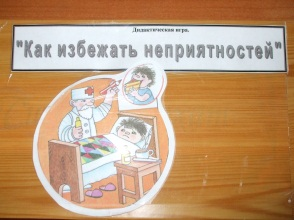 Дидактическая игра.
"Как избежать неприятностей"